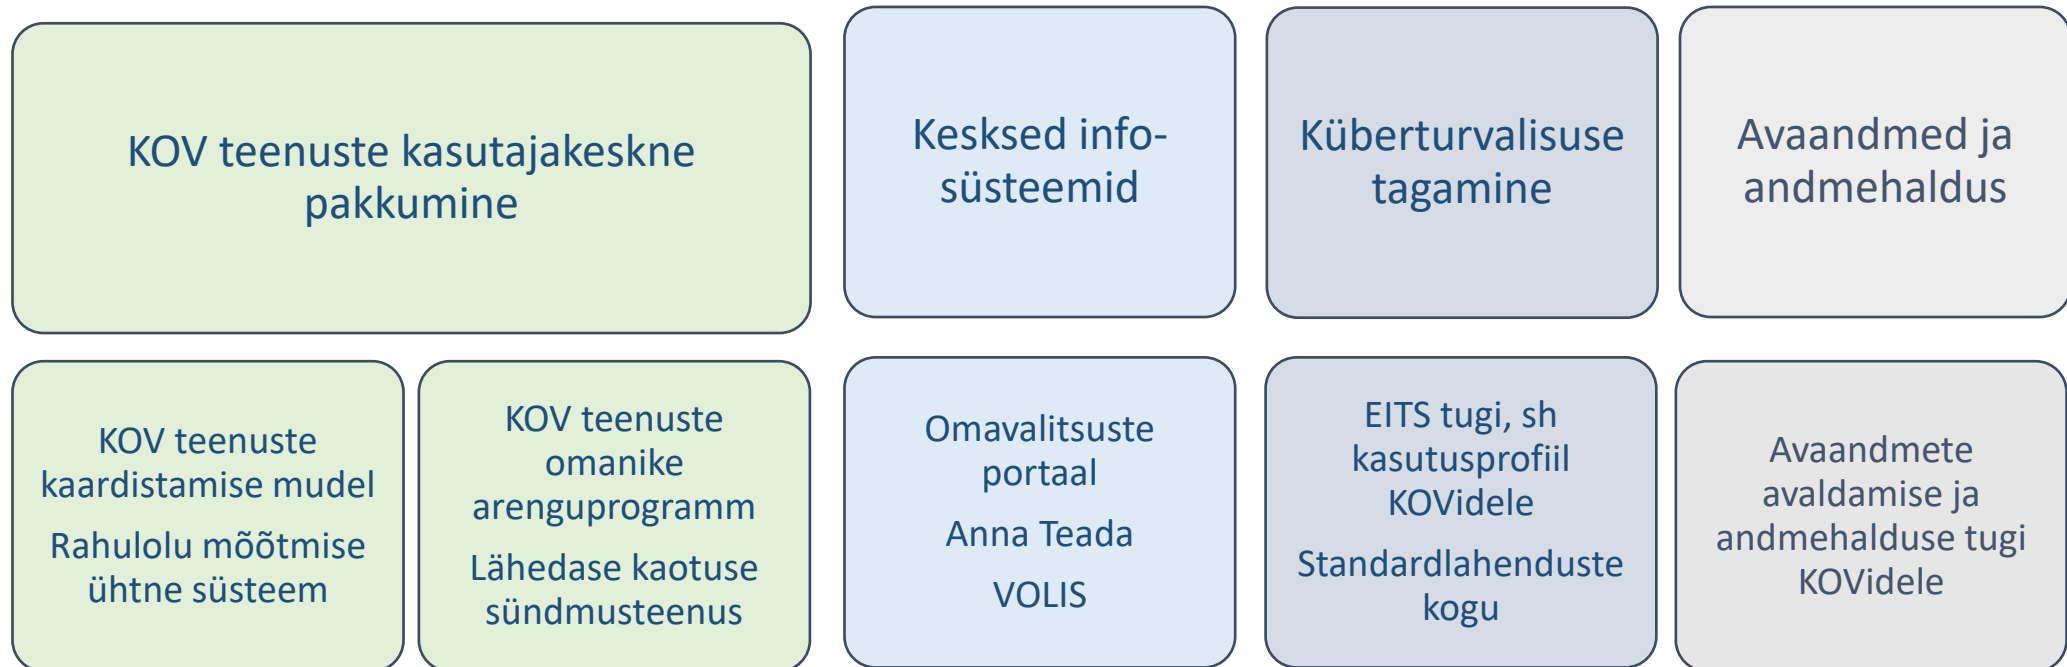 KOV teenuste kasutajakeskne
pakkumine
Kesksed info-
süsteemid
Küberturvalisuse
tagamine
Avaandmed ja
andmehaldus
KOV teenuste
kaardistamise mudel
Rahulolu mõõtmise
ühtne süsteem
KOV teenuste
omanike
arenguprogramm
Lähedase kaotuse
sündmusteenus
Omavalitsuste
portaal
Anna Teada
VOLIS
EITS tugi, sh
kasutusprofiil
KOVidele
Standardlahenduste
kogu
Avaandmete
avaldamise ja
andmehalduse tugi
KOVidele